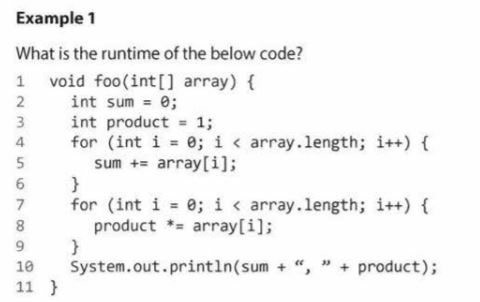 Example 1
What is the runtime of the below code?
1 void foo(int[] array) {
2 int sum = 0;
3 int product = 1;
4 for (int i = 0; i < array.length; i++) {
5 sum += array[i];
6 }
7 for (int i = 0; i < array.length; i++) {
8 product *= array[i];
9 }
10 System.out.println(sum + “, ” + product);
11 }